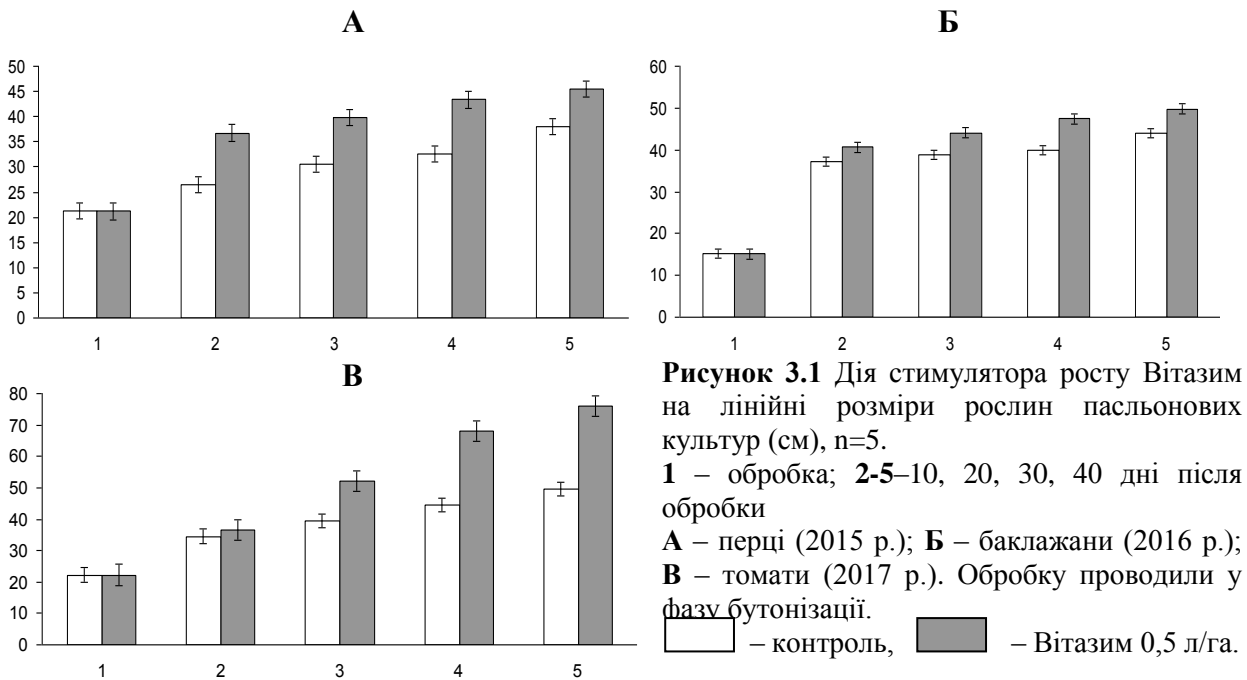 А
50
45
40
35
30
25
20
15
10
5
0
1 2 3 4 5
Б
60
50
40
30
20
10
0
1 2 3 4 5
В
80
70
60
50
40
30
20
10
0
1 2 3 4 5
Рисунок 3.1 Дія стимулятора росту Вітазим
на лінійні розміри рослин пасльонових
культур (см), n=5.
1 – обробка; 2-5–10, 20, 30, 40 дні після
обробки
А – перці (2015 р.); Б – баклажани (2016 р.);
В – томати (2017 р.). Обробку проводили у
фазу бутонізації.
– контроль, – Вітазим 0,5 л/га.